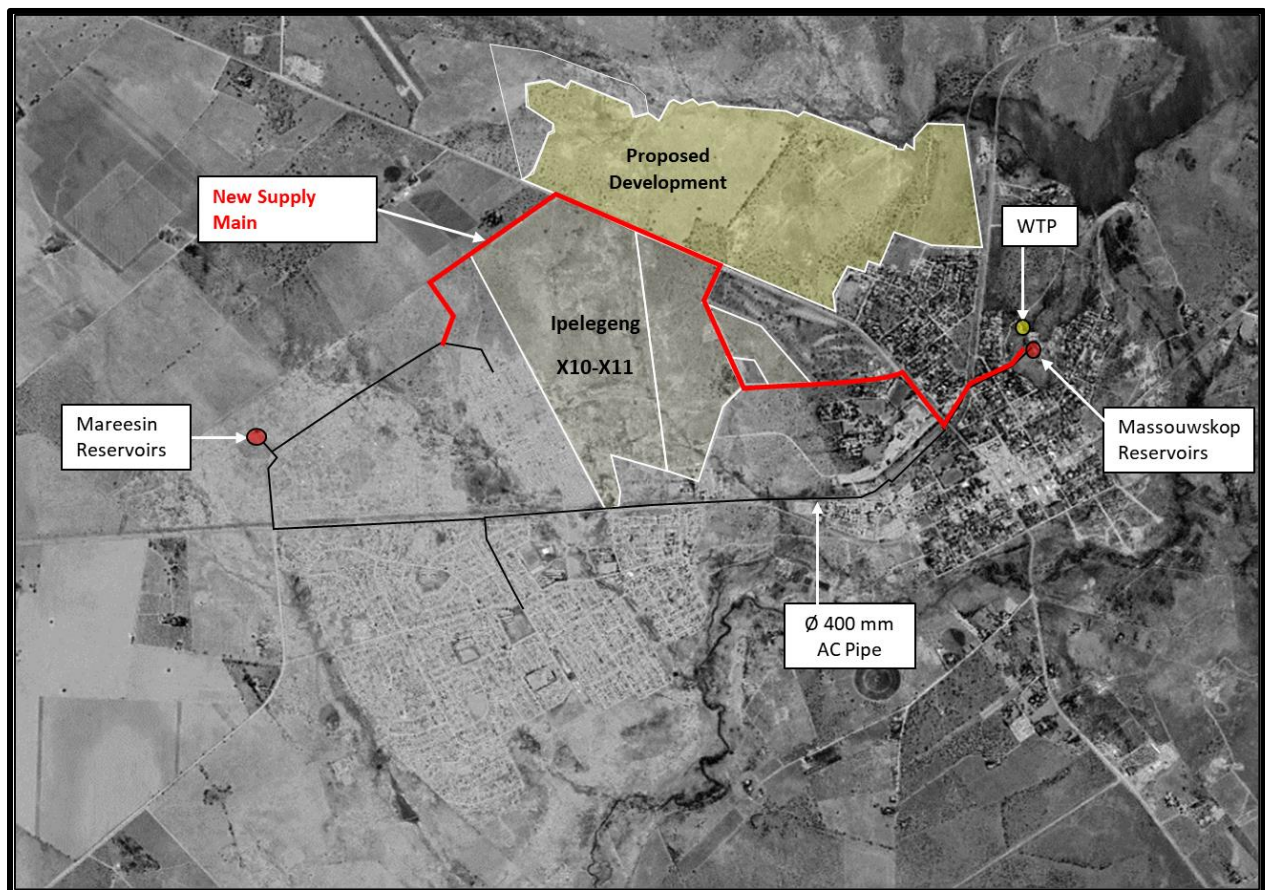 Proposed
Development
New Supply
Main
WTP
Ipelegeng
X10-X11
Mareesin
Reservoirs
Massouwskop
Reservoirs
Ø 400 mm
AC Pipe